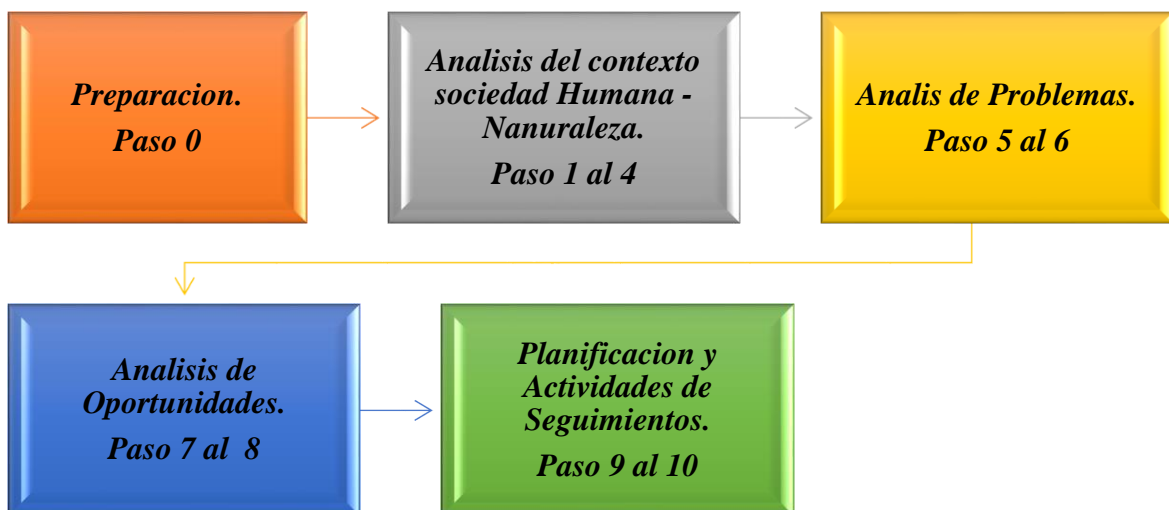 Preparacion.
Paso 0
Analisis del contexto
sociedad Humana -
Nanuraleza.
Paso 1 al 4
Analis de Problemas.
Paso 5 al 6
Analisis de
Oportunidades.
Paso 7 al 8
Planificacion y
Actividades de
Seguimientos.
Paso 9 al 10